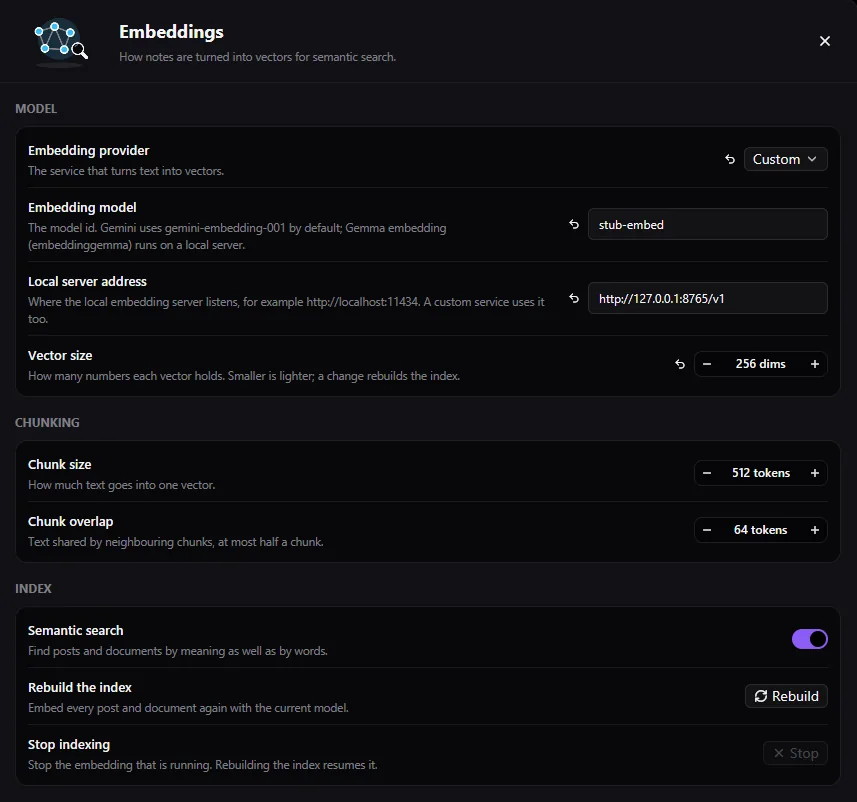 Embeddings
How notes are turned into vectors for semantic search.
MODEL
Embedding provider
The service that turns text into vectors.
Custom
Embedding model
The model id. Gemini uses gemini-embedding-001 by default; Gemma embedding
(embeddinggemma) runs on a local server.
stub-embed
Local server address
Where the local embedding server listens, for example http://localhost:11434. A custom service uses it
too.
http://127.0.0.1:8765/v1
Vector size
How many numbers each vector holds. Smaller is lighter; a change rebuilds the index.
256 dims
CHUNKING
Chunk size
How much text goes into one vector.
512 tokens
Chunk overlap
Text shared by neighbouring chunks, at most half a chunk.
64 tokens
INDEX
Semantic search
Find posts and documents by meaning as well as by words.
Rebuild the index
Embed every post and document again with the current model.
Rebuild
Stop indexing
Stop the embedding that is running. Rebuilding the index resumes it.
Stop